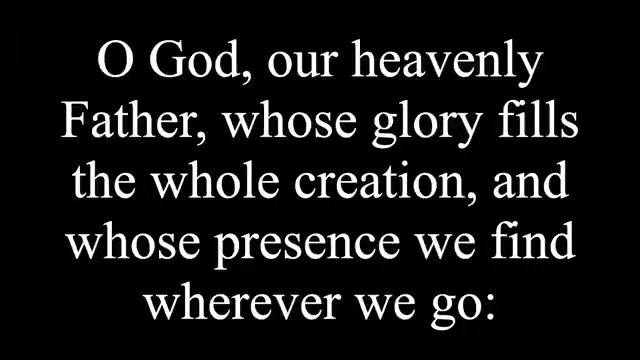 O God, our heavenly
Father, whose glory fills
the whole creation, and
whose presence we find
wherever we go: